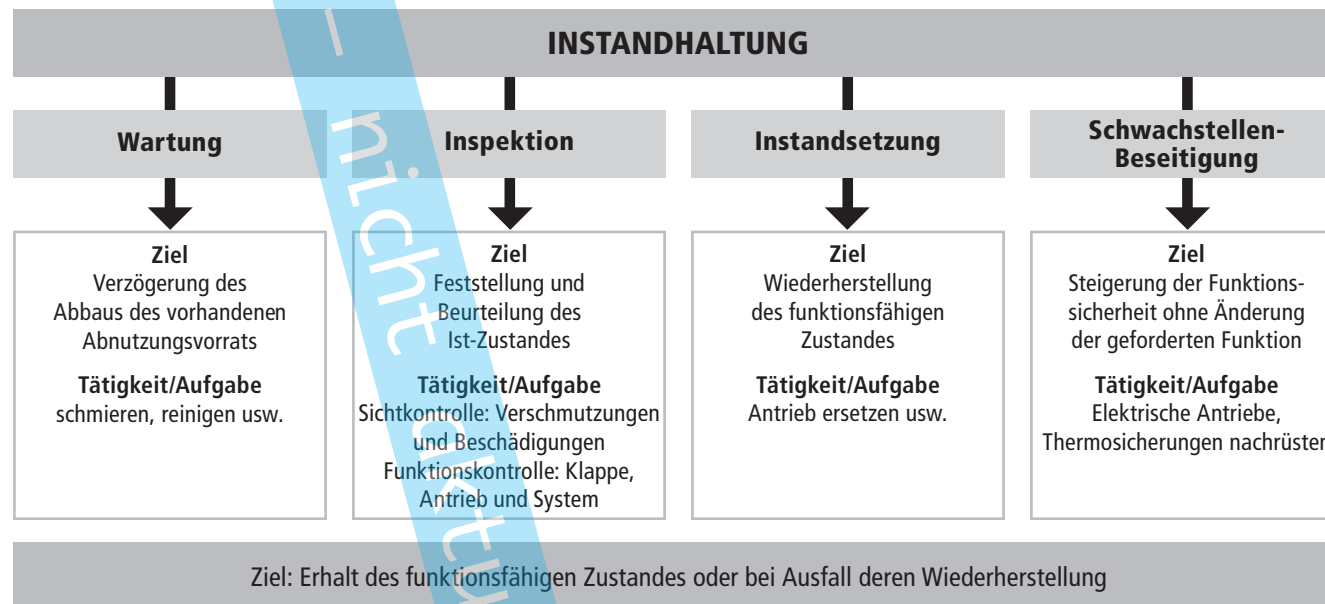 INSTANDHALTUNG
Wartung
Ziel
Verzögerung des
Abbaus des vorhandenen
Abnutzungsvorrats
Tätigkeit/Aufgabe
schmieren, reinigen usw.
Inspektion
Ziel
Feststellung und
Beurteilung des
Ist-Zustandes
Tätigkeit/Aufgabe
Sichtkontrolle: Verschmutzungen
und Beschädigungen
Funktionskontrolle: Klappe,
Antrieb und System
Instandsetzung
Ziel
Wiederherstellung
des funktionsfähigen
Zustandes
Tätigkeit/Aufgabe
Antrieb ersetzen usw.
Schwachstellen-
Beseitigung
Ziel
Steigerung der Funktions-
sicherheit ohne Änderung
der geforderten Funktion
Tätigkeit/Aufgabe
Elektrische Antriebe,
Thermosicherungen nachrüsten
Ziel: Erhalt des funktionsfähigen Zustandes oder bei Ausfall deren Wiederherstellung
– nicht aktu